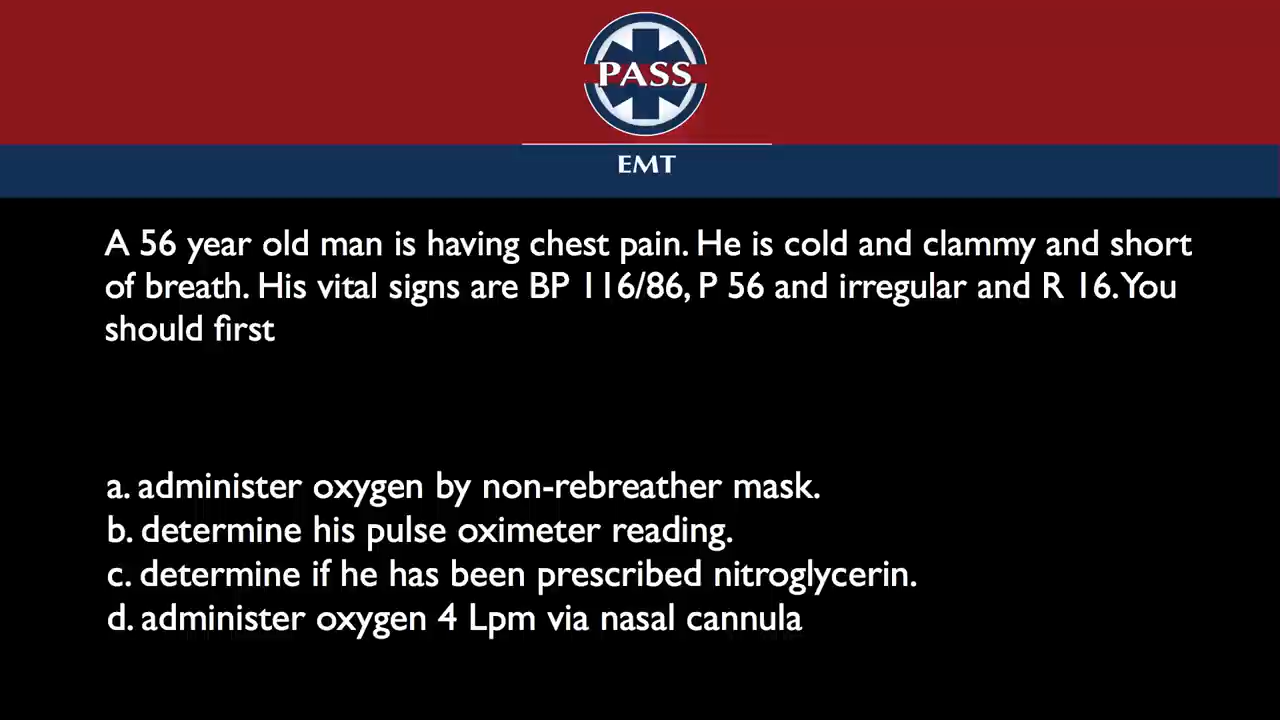 PASS
EMT
A 56 year old man is having chest pain. He is cold and clammy and short
of breath. His vital signs are BP 116/86, P 56 and irregular and R 16. You
should first
a. administer oxygen by non-rebreather mask.
b. determine his pulse oximeter reading.
c. determine if he has been prescribed nitroglycerin.
d. administer oxygen 4 Lpm via nasal cannula